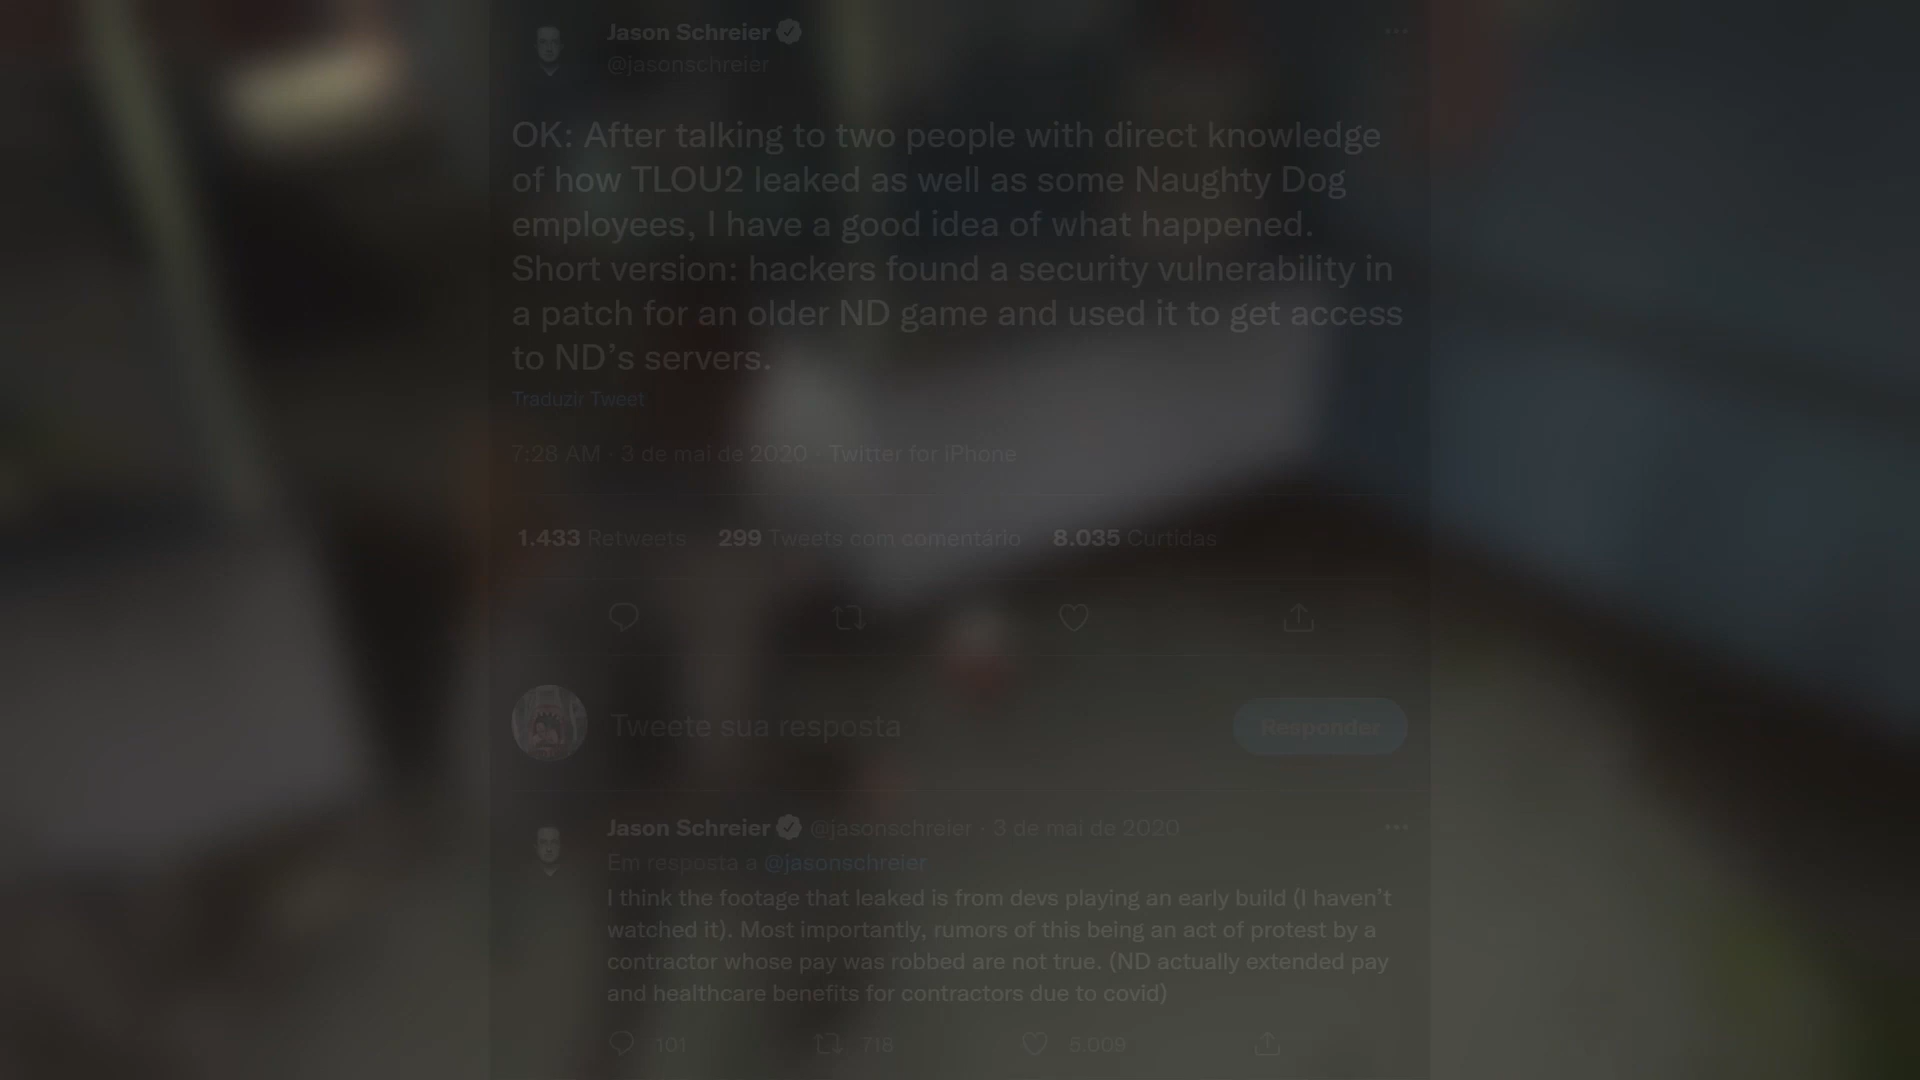 Jason Schreier
@jasonschreier
OK: After talking to two people with direct knowledge
of how TLOU2 leaked as well as some Naughty Dog
employees, I have a good idea of what happened.
Short version: hackers found a security vulnerability in
a patch for an older ND game and used it to get access
to ND’s servers.
Traduzir Tweet
7:28 AM · 3 de mai de 2020 · Twitter for iPhone
1.433 Retweets 299 Tweets com comentário 8.035 Curtidas
Tweete sua resposta
Responder
Jason Schreier @jasonschreier · 3 de mai de 2020
Em resposta a @jasonschreier
I think the footage that leaked is from devs playing an early build (I haven’t
watched it). Most importantly, rumors of this being an act of protest by a
contractor whose pay was robbed are not true. (ND actually extended pay
and healthcare benefits for contractors due to covid)
101 718 5.009